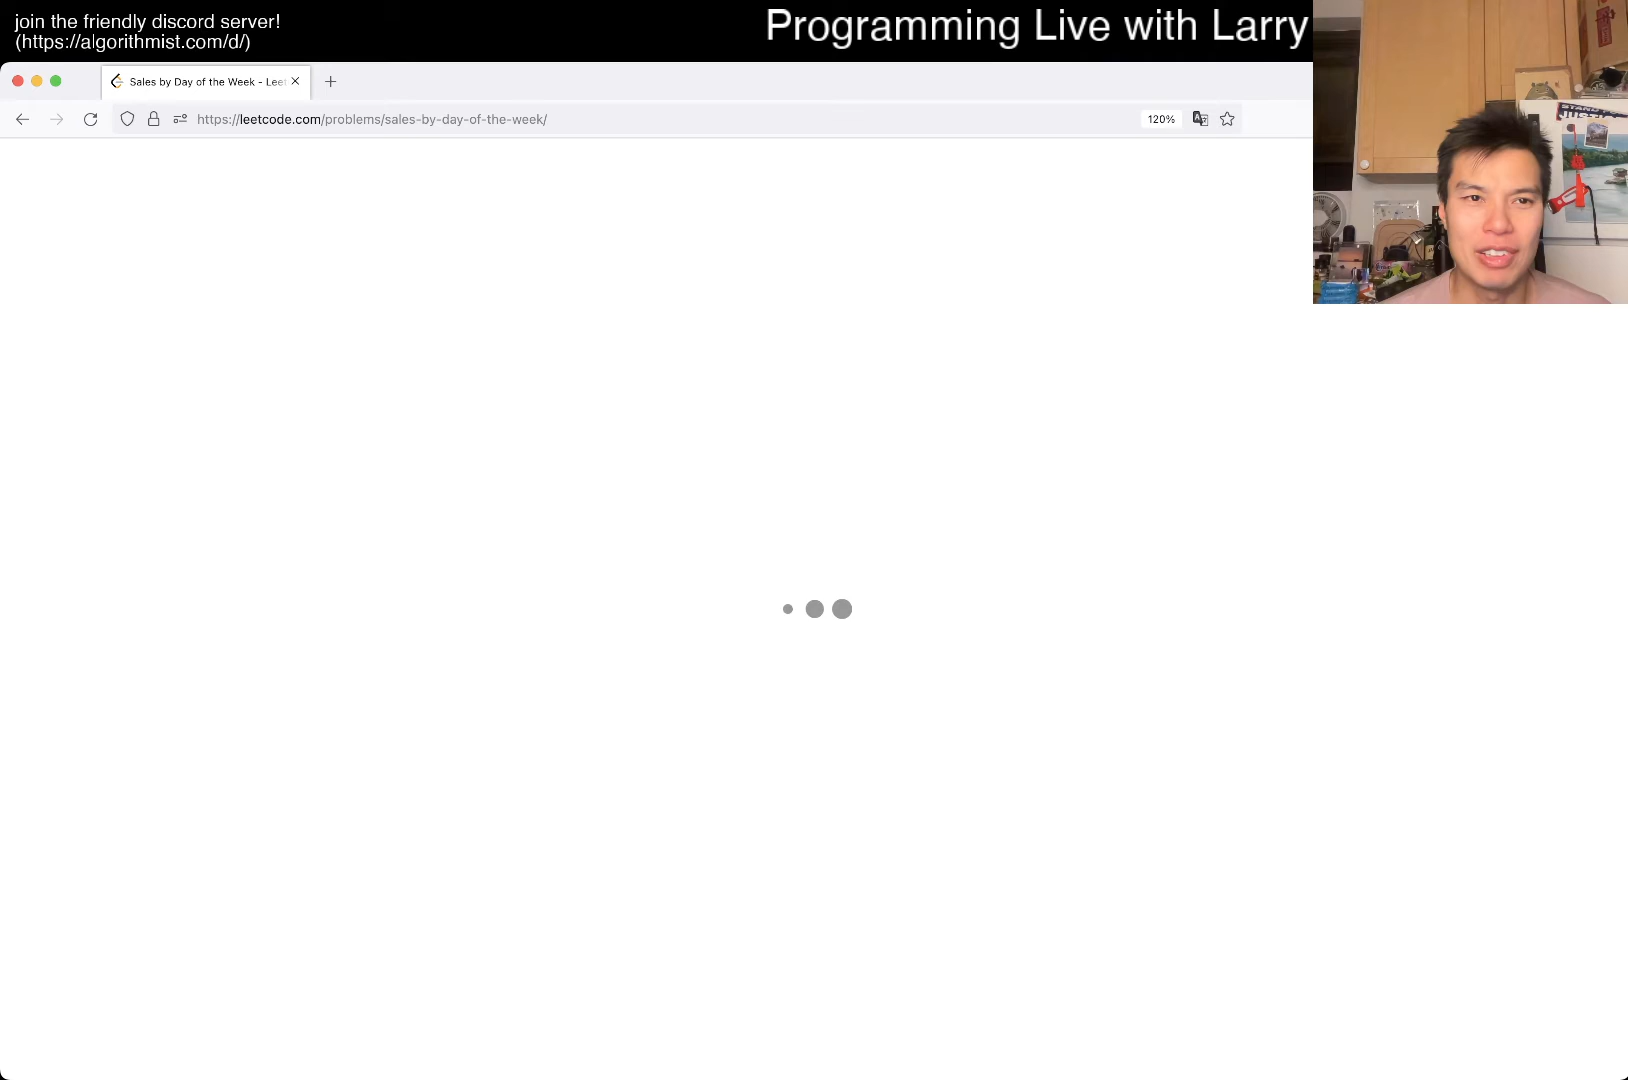 join the friendly discord server!
(https://algorithmist.com/d/)
Programming Live with Larry
Sales by Day of the Week - Leet
https://leetcode.com/problems/sales-by-day-of-the-week/
120%